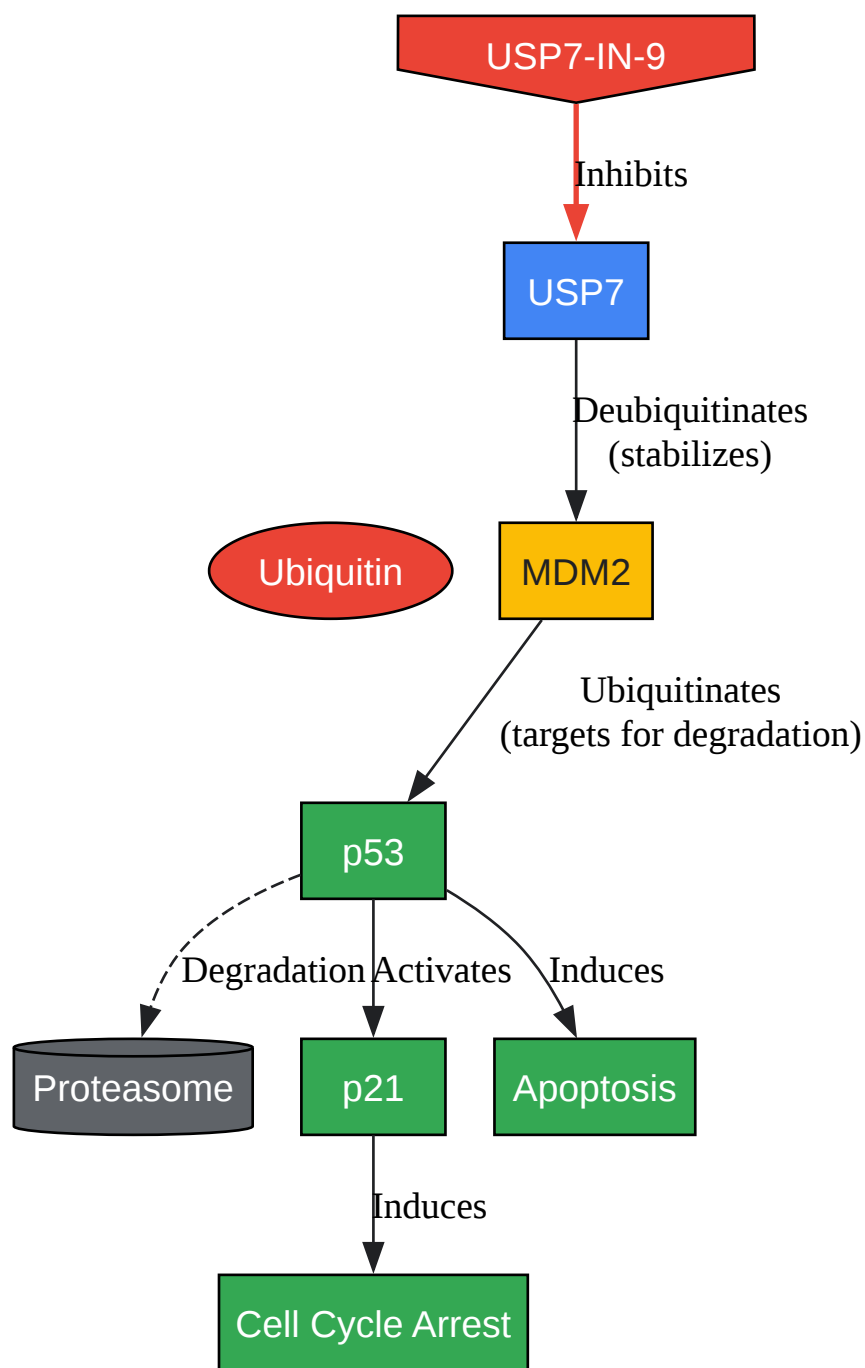 USP7-IN-9
Inhibits
USP7
Deubiquitinates
(stabilizes)
Ubiquitin
MDM2
Ubiquitinates
(targets for degradation)
p53
Degradation
Activates
Induces
Proteasome
p21
Apoptosis
Induces
Cell Cycle Arrest